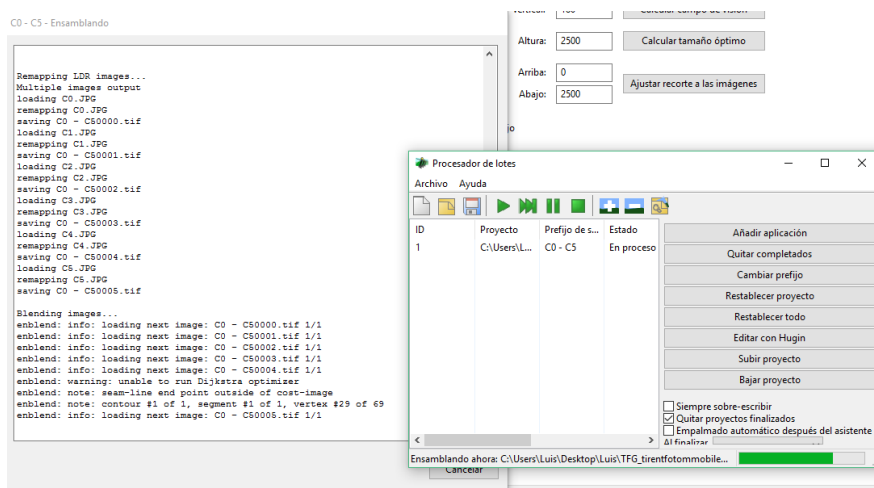 C0 - C5 - Ensamblando
Remapping LDR images...
Multiple images output
loading C0.JPG
remapping C0.JPG
saving C0 - C50000.tif
loading C1.JPG
remapping C1.JPG
saving C0 - C50001.tif
loading C2.JPG
remapping C2.JPG
saving C0 - C50002.tif
loading C3.JPG
remapping C3.JPG
saving C0 - C50003.tif
loading C4.JPG
remapping C4.JPG
saving C0 - C50004.tif
loading C5.JPG
remapping C5.JPG
saving C0 - C50005.tif
Blending images...
enblend: info: loading next image: C0 - C50000.tif 1/1
enblend: info: loading next image: C0 - C50001.tif 1/1
enblend: info: loading next image: C0 - C50002.tif 1/1
enblend: info: loading next image: C0 - C50003.tif 1/1
enblend: info: loading next image: C0 - C50004.tif 1/1
enblend: warning: unable to run Dijkstra optimizer
enblend: note: seam-line end point outside of cost-image
enblend: note: contour #1 of 1, segment #1 of 1, vertex #29 of 69
enblend: info: loading next image: C0 - C50005.tif 1/1
Cancelar
Altura: 2500 Calcular tamaño óptimo
Arriba: 0
Ajustar recorte a las imágenes
Abajo: 2500
jo
Procesador de lotes
Archivo Ayuda
ID Proyecto Prefijo de s... Estado
1 C:\Users\L... C0 - C5 En proceso
Añadir aplicación
Quitar completados
Cambiar prefijo
Restablecer proyecto
Restablecer todo
Editar con Hugin
Subir proyecto
Bajar proyecto
Siempre sobre-escribir
Quitar proyectos finalizados
Empalmado automático después del asistente
Al finalizar
Ensamblando ahora: C:\Users\Luis\Desktop\Luis\TFG_tirentfotommobile...